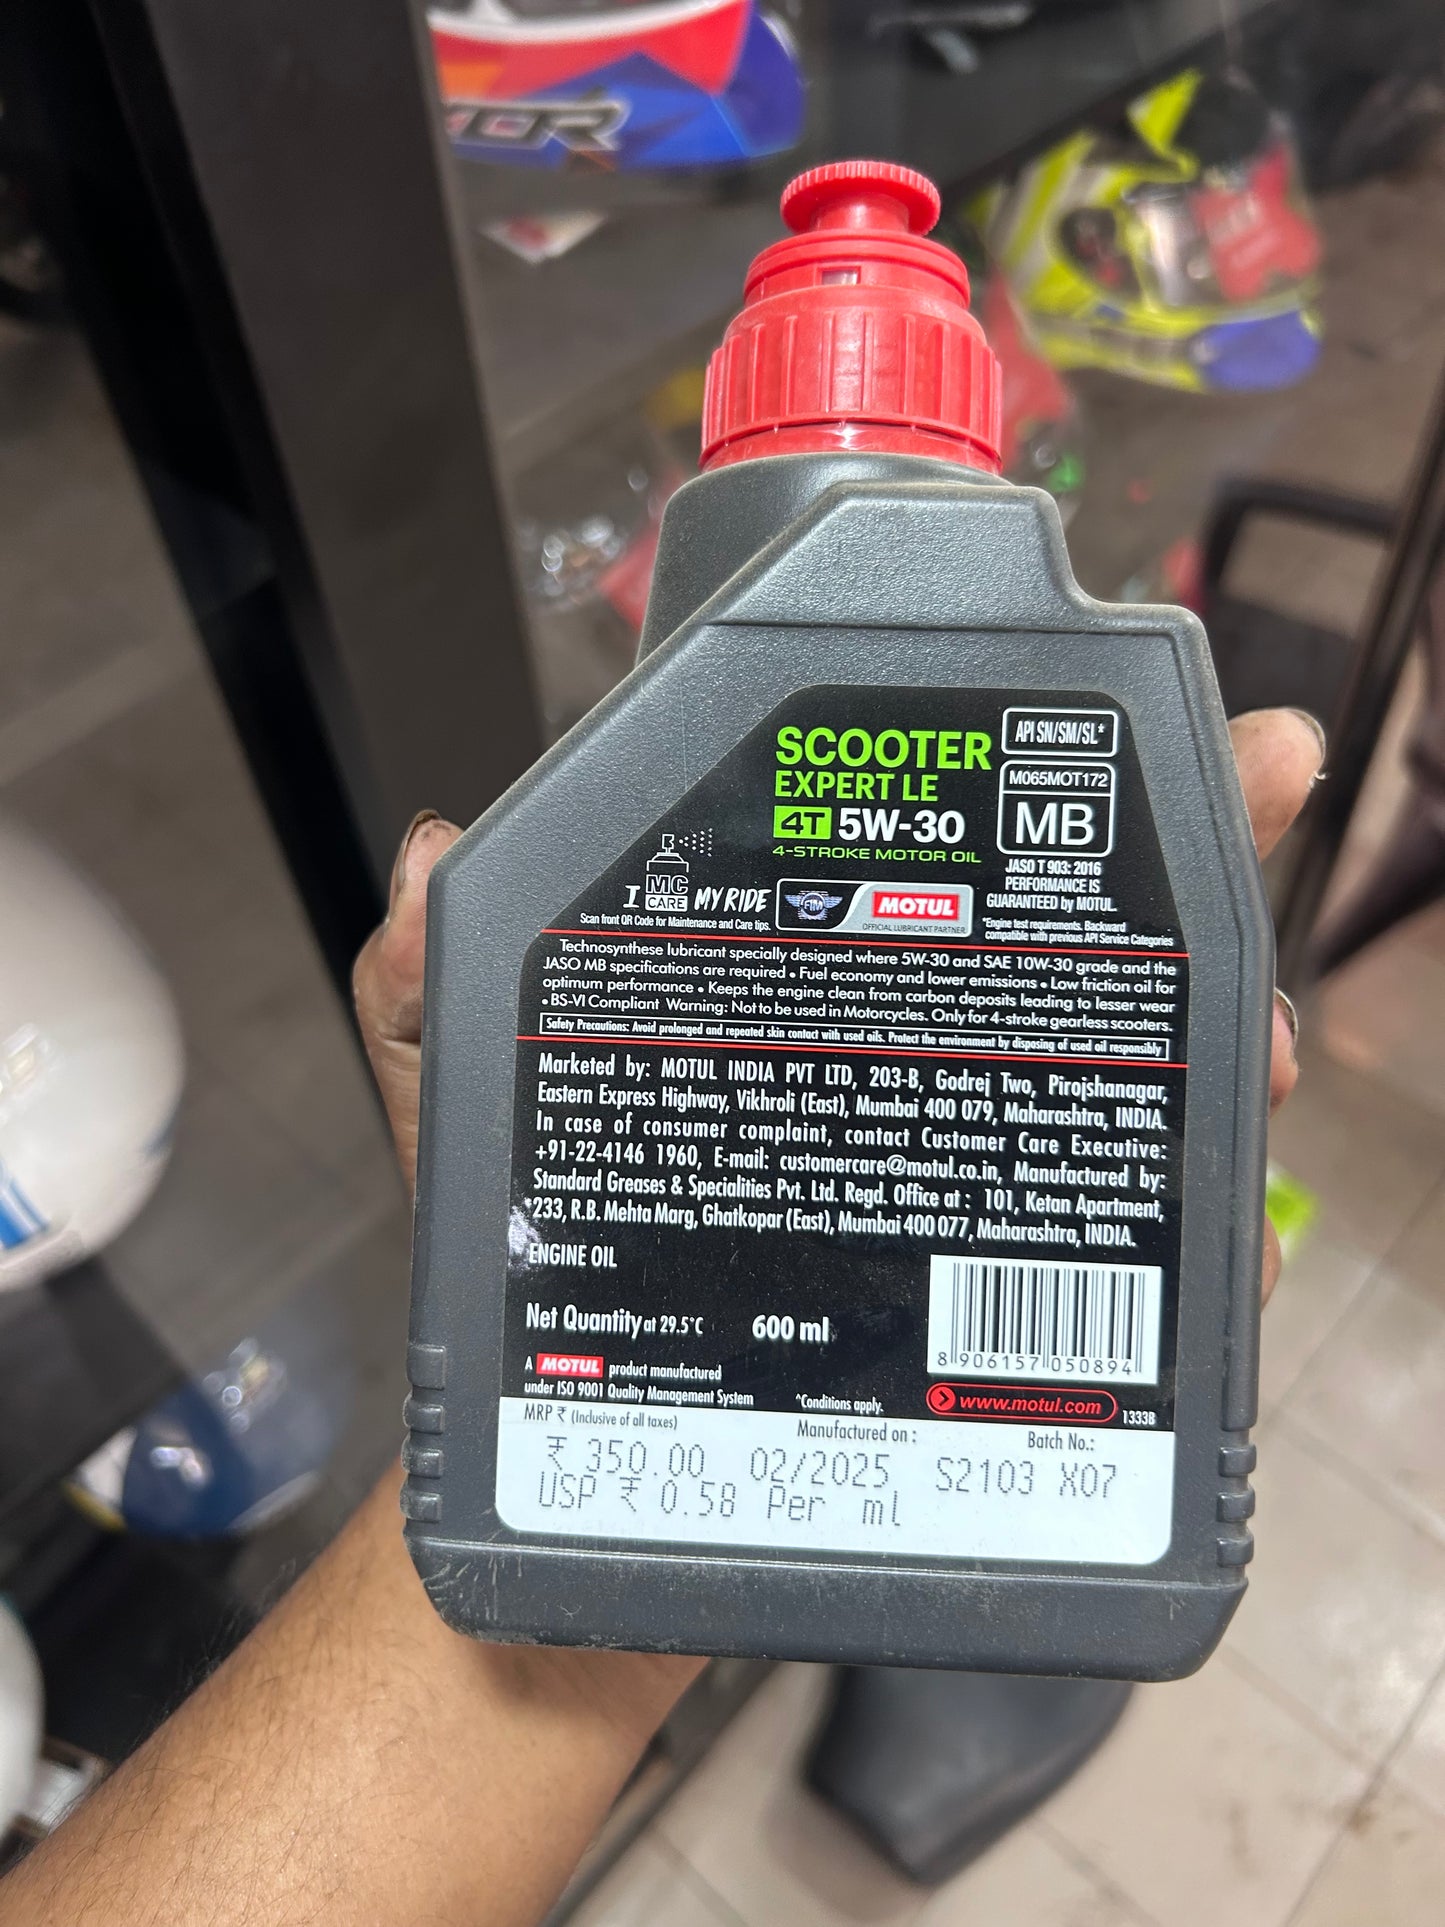 SCOOTER
EXPERT LE
4T 5W-30
4-STROKE MOTOR OIL
API SN/SM/SL*
M065MOT172
MB
JASO T 903: 2016
PERFORMANCE IS
GUARANTEED by MOTUL.
*Engine test requirements. Backward
compatible with previous API Service Categories
I MC CARE MY RIDE
Scan front QR Code for Maintenance and Care tips.
FIM
MOTUL
OFFICIAL LUBRICANT PARTNER
Technosynthese lubricant specially designed where 5W-30 and SAE 10W-30 grade and the
JASO MB specifications are required • Fuel economy and lower emissions • Low friction oil for
optimum performance • Keeps the engine clean from carbon deposits leading to lesser wear
• BS-VI Compliant Warning: Not to be used in Motorcycles. Only for 4-stroke gearless scooters.
Safety Precautions: Avoid prolonged and repeated skin contact with used oils. Protect the environment by disposing of used oil responsibly
Marketed by: MOTUL INDIA PVT LTD, 203-B, Godrej Two, Pirojshanagar,
Eastern Express Highway, Vikhroli (East), Mumbai 400 079, Maharashtra, INDIA.
In case of consumer complaint, contact Customer Care Executive:
+91-22-4146 1960, E-mail: customercare@motul.co.in, Manufactured by:
Standard Greases & Specialities Pvt. Ltd. Regd. Office at : 101, Ketan Apartment,
233, R.B. Mehta Marg, Ghatkopar (East), Mumbai 400 077, Maharashtra, INDIA.
ENGINE OIL
Net Quantity at 29.5°C 600 ml
8 906157 050894
A MOTUL product manufactured
under ISO 9001 Quality Management System
^Conditions apply.
www.motul.com
1333B
MRP ₹ (Inclusive of all taxes)
Manufactured on :
Batch No.:
₹ 350.00 02/2025 S2103 X07
USP ₹ 0.58 Per ml